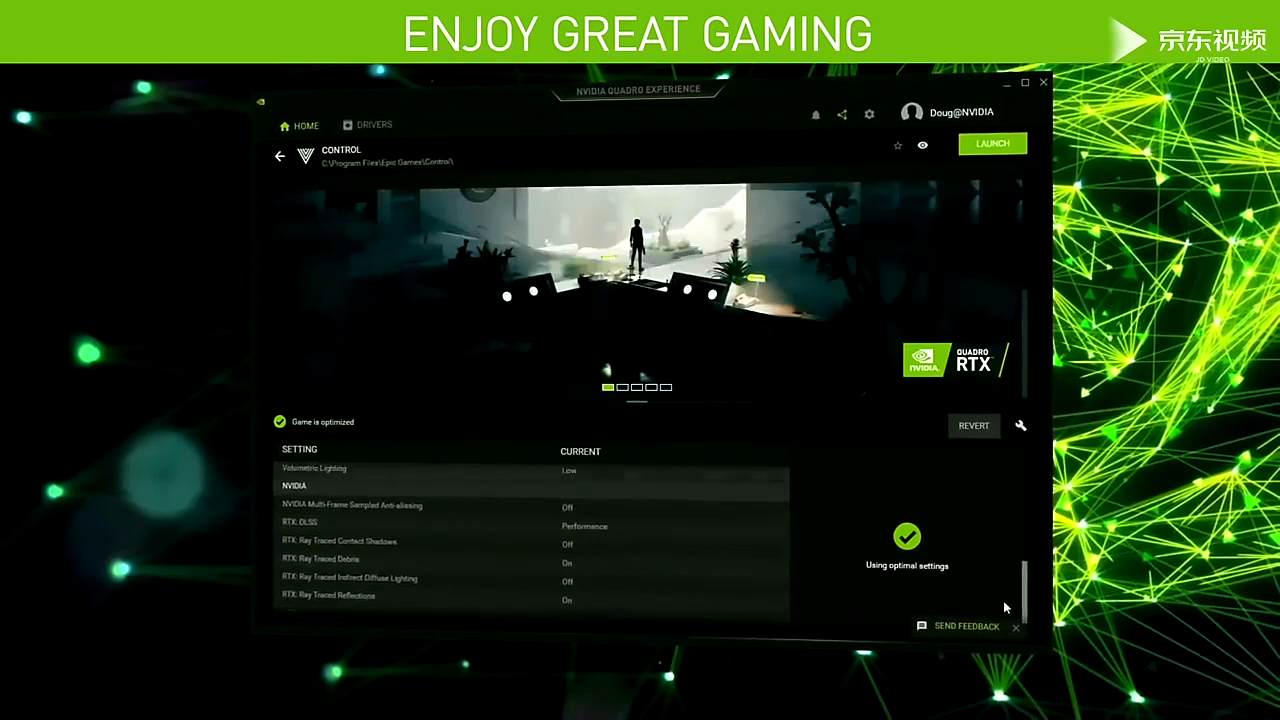 ENJOY GREAT GAMING
京东视频
JD VIDEO
NVIDIA QUADRO EXPERIENCE
HOME
DRIVERS
Doug@NVIDIA
CONTROL
C:\Program Files\Epic Games\Control\
LAUNCH
NVIDIA.
QUADRO
RTX
Game is optimized
REVERT
SETTING CURRENT
Volumetric Lighting Low
NVIDIA
NVIDIA Multi-Frame Sampled Anti-aliasing Off
RTX: DLSS: Performance
RTX: Ray Traced Contact Shadows Off
RTX: Ray Traced Debris On
RTX: Ray Traced Indirect Diffuse Lighting Off
RTX: Ray Traced Reflections On
Using optimal settings
SEND FEEDBACK